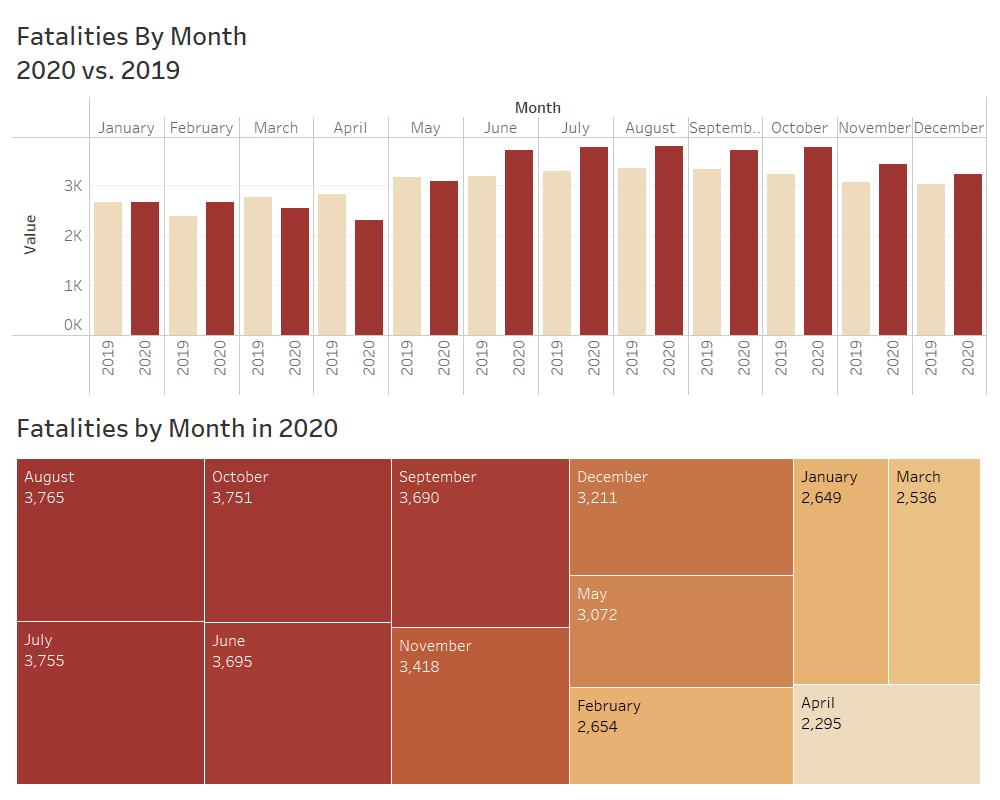 Fatalities By Month
2020 vs. 2019
Month
January February March April May June July August Septemb.. October November December
3K
2K
1K
0K
Value
2019 2020 2019 2020 2019 2020 2019 2020 2019 2020 2019 2020 2019 2020 2019 2020 2019 2020 2019 2020 2019 2020 2019 2020
Fatalities by Month in 2020
August
3,765
July
3,755
October
3,751
June
3,695
September
3,690
November
3,418
December
3,211
May
3,072
February
2,654
January
2,649
March
2,536
April
2,295